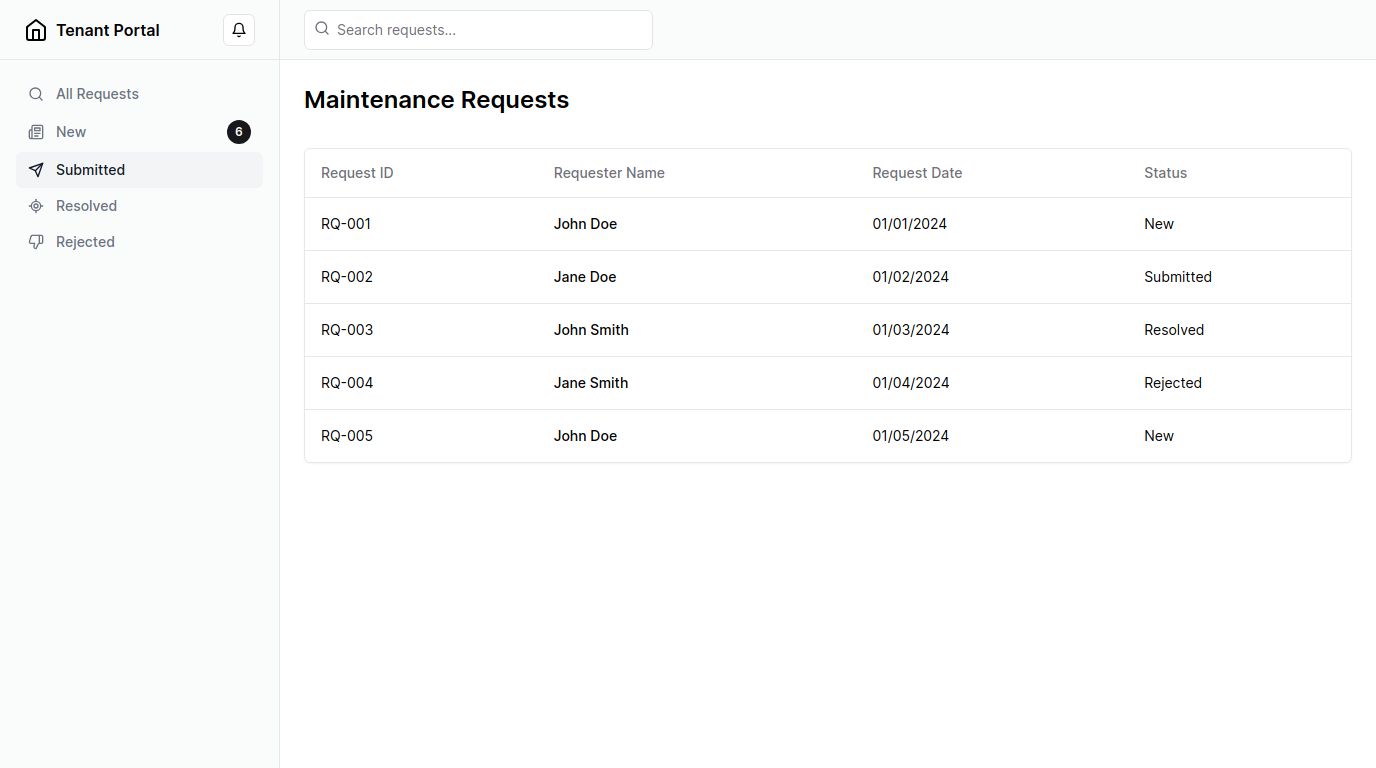 Tenant Portal
Search requests...
All Requests
New 6
Submitted
Resolved
Rejected
Maintenance Requests
Request ID Requester Name Request Date Status
RQ-001 John Doe 01/01/2024 New
RQ-002 Jane Doe 01/02/2024 Submitted
RQ-003 John Smith 01/03/2024 Resolved
RQ-004 Jane Smith 01/04/2024 Rejected
RQ-005 John Doe 01/05/2024 New